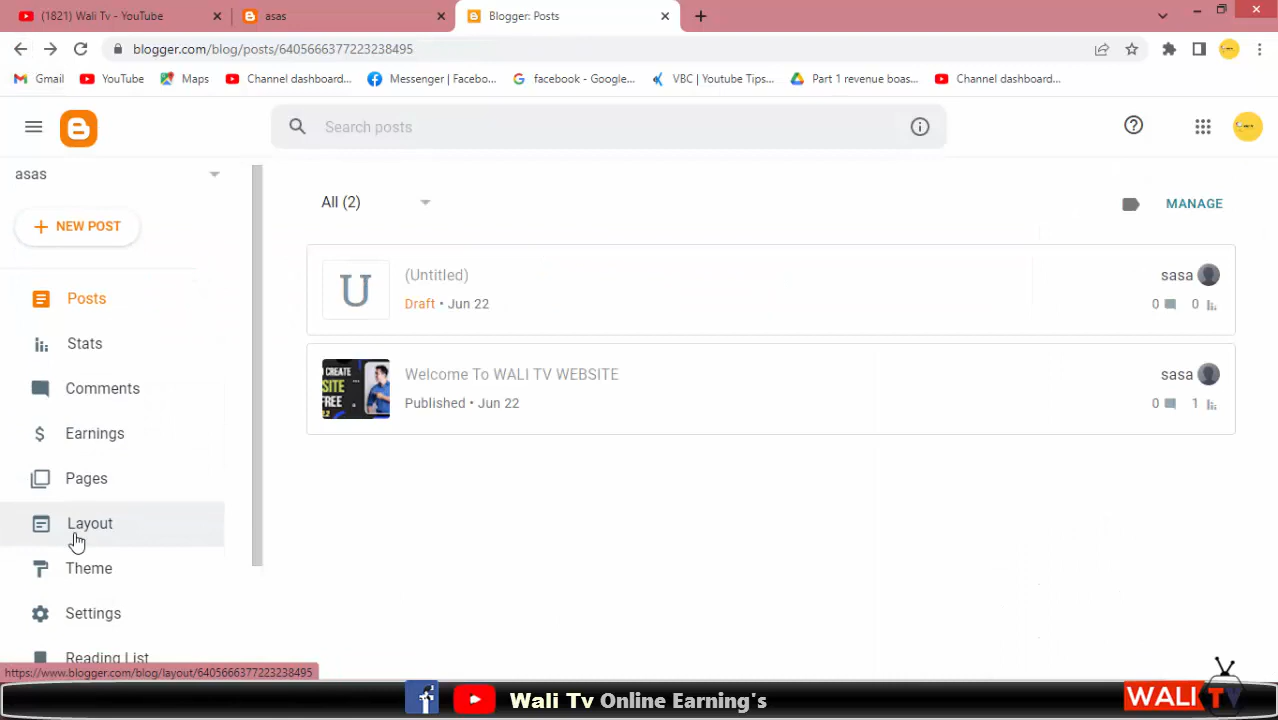 (1821) Wali Tv - YouTube
asas
Blogger: Posts
blogger.com/blog/posts/6405666377223238495
Gmail
YouTube
Maps
Channel dashboard...
Messenger | Facebo...
facebook - Google...
VBC | Youtube Tips...
Part 1 revenue boas...
Channel dashboard...
Search posts
asas
NEW POST
All (2)
MANAGE
Posts
Stats
Comments
Earnings
Pages
Layout
Theme
Settings
Reading List
U
(Untitled)
Draft • Jun 22
sasa
0 0
CREATE
SITE
FREE
Welcome To WALI TV WEBSITE
Published • Jun 22
sasa
0 1
https://www.blogger.com/blog/layout/6405666377223238495
Wali Tv Online Earning's
WALI TV